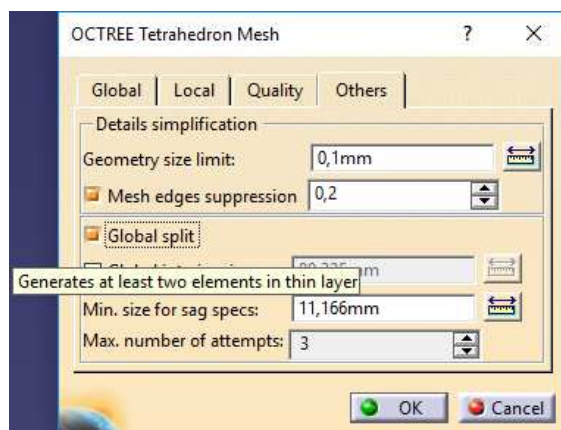 OCTREE Tetrahedron Mesh ?
Global Local Quality Others
Details simplification
Geometry size limit: 0,1mm
Mesh edges suppression 0,2
Global split
Generates at least two elements in thin layer
Min. size for sag specs: 11,166mm
Max. number of attempts: 3
OK Cancel